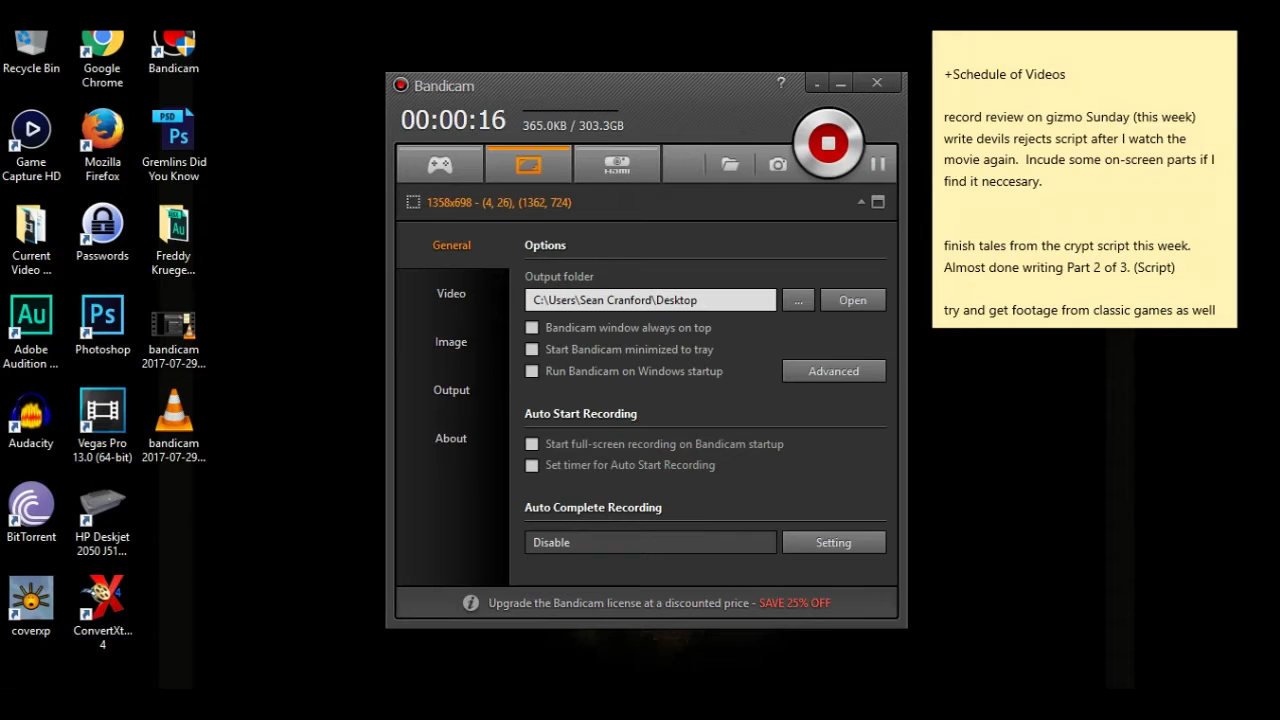 Recycle Bin
Google
Chrome
Bandicam
Game
Capture HD
Mozilla
Firefox
PSD
Ps
Gremlins Did
You Know
Current
Video ...
Passwords
Au
Freddy
Kruege...
Au
Adobe
Audition ...
Ps
Photoshop
bandicam
2017-07-29...
Audacity
Vegas Pro
13.0 (64-bit)
bandicam
2017-07-29...
BitTorrent
HP Deskjet
2050 J51...
coverxp
4
ConvertXt...
4
Bandicam
?
00:00:16
365.0KB / 303.3GB
HDMI
1358x698 - (4, 26), (1362, 724)
General
Video
Image
Output
About
Options
Output folder
C:\Users\Sean Cranford\Desktop
...
Open
Bandicam window always on top
Start Bandicam minimized to tray
Run Bandicam on Windows startup
Advanced
Auto Start Recording
Start full-screen recording on Bandicam startup
Set timer for Auto Start Recording
Auto Complete Recording
Disable
Setting
Upgrade the Bandicam license at a discounted price - SAVE 25% OFF
+Schedule of Videos
record review on gizmo Sunday (this week)
write devils rejects script after I watch the
movie again.  Incude some on-screen parts if I
find it neccesary.
finish tales from the crypt script this week.
Almost done writing Part 2 of 3. (Script)
try and get footage from classic games as well